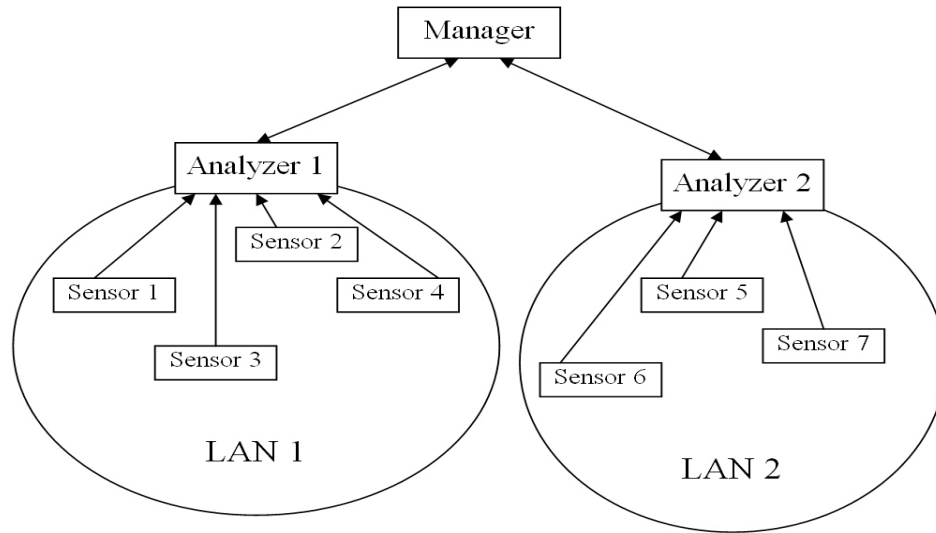 Manager
Analyzer 1
Analyzer 2
Sensor 2
Sensor 1
Sensor 4
Sensor 3
LAN 1
Sensor 5
Sensor 7
Sensor 6
LAN 2